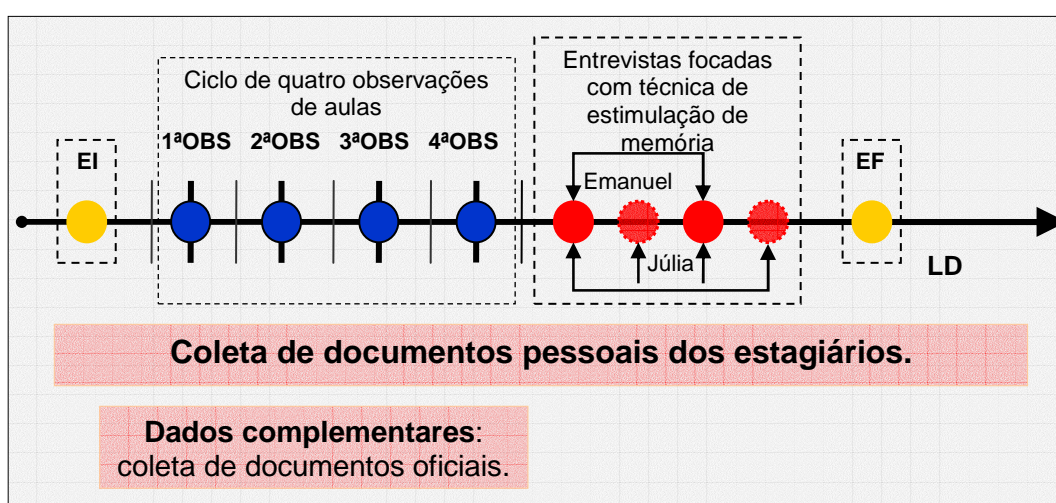 Ciclo de quatro observações
de aulas
Entrevistas focadas
com técnica de
estimulação de
memória
EI
1ªOBS 2ªOBS 3ªOBS 4ªOBS
EF
Emanuel
Júlia
LD
Coleta de documentos pessoais dos estagiários.
Dados complementares:
coleta de documentos oficiais.